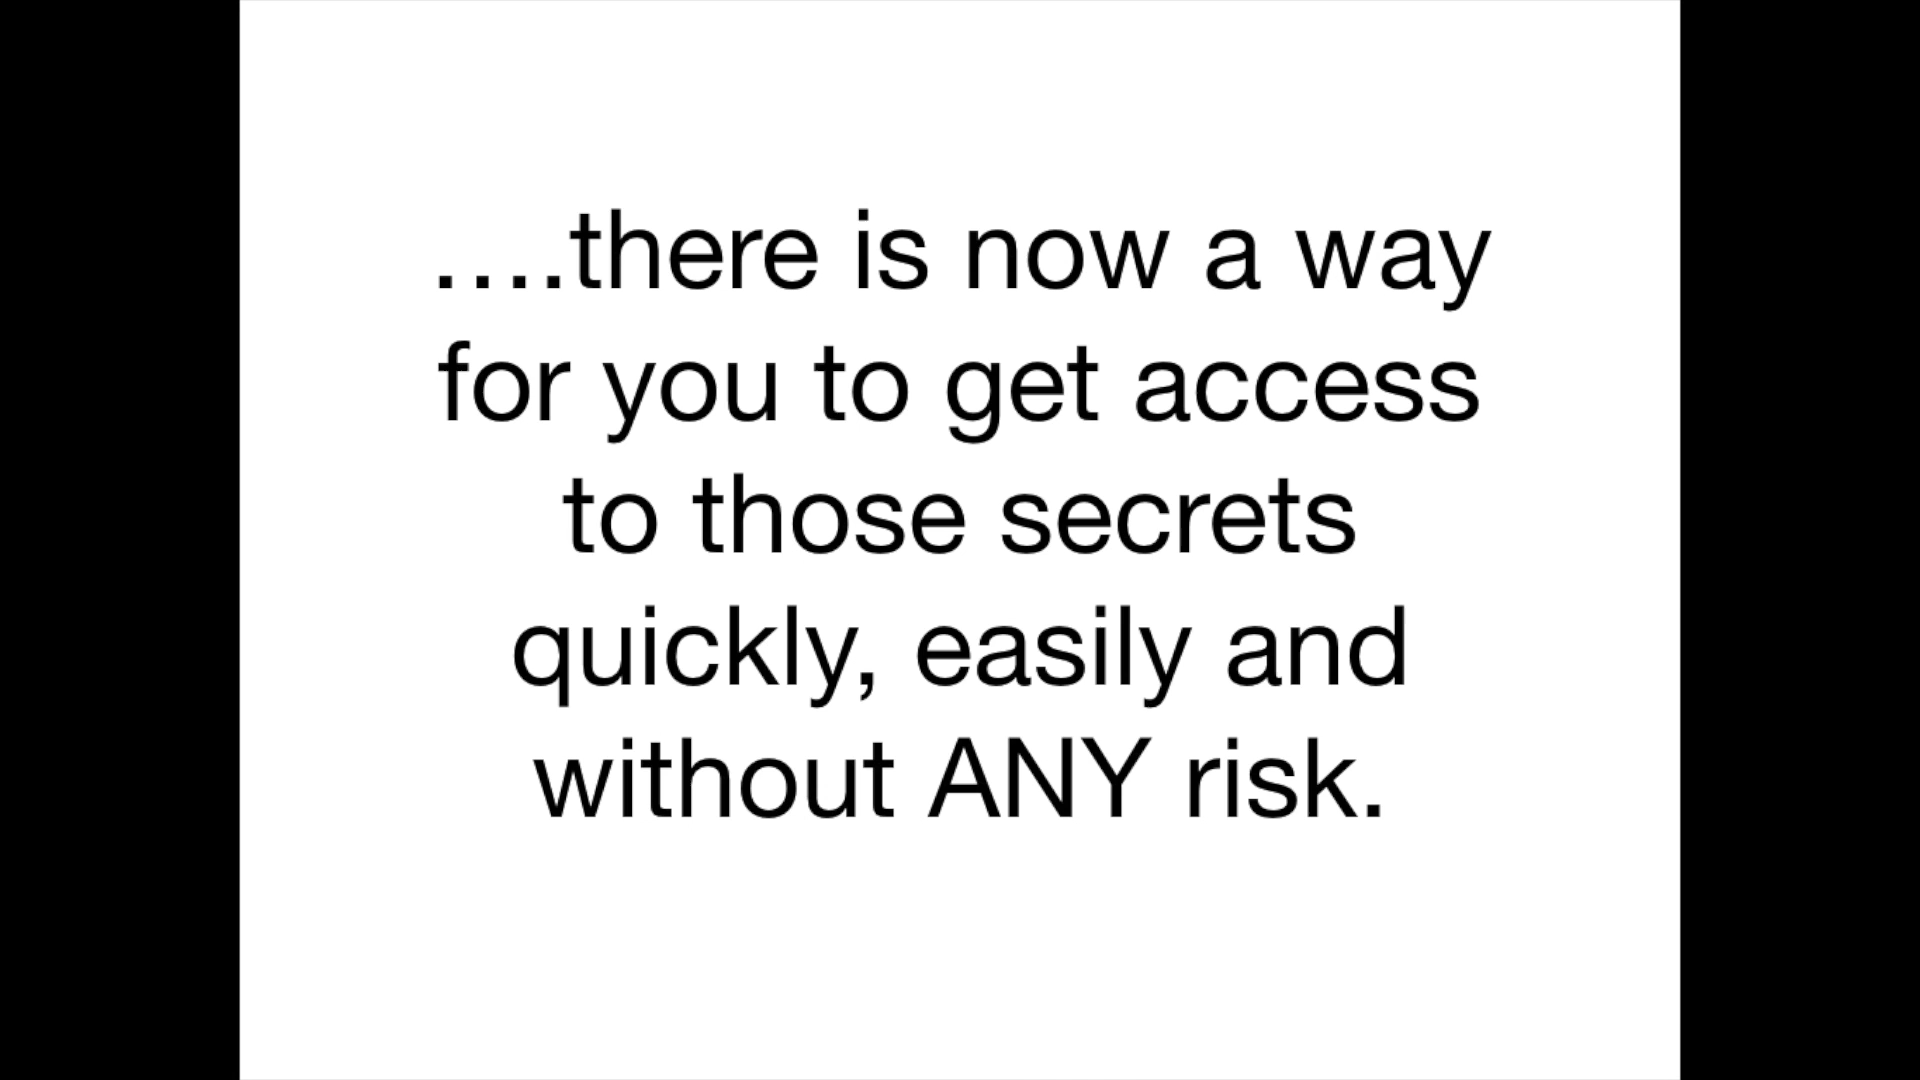 ....there is now a way
for you to get access
to those secrets
quickly, easily and
without ANY risk.